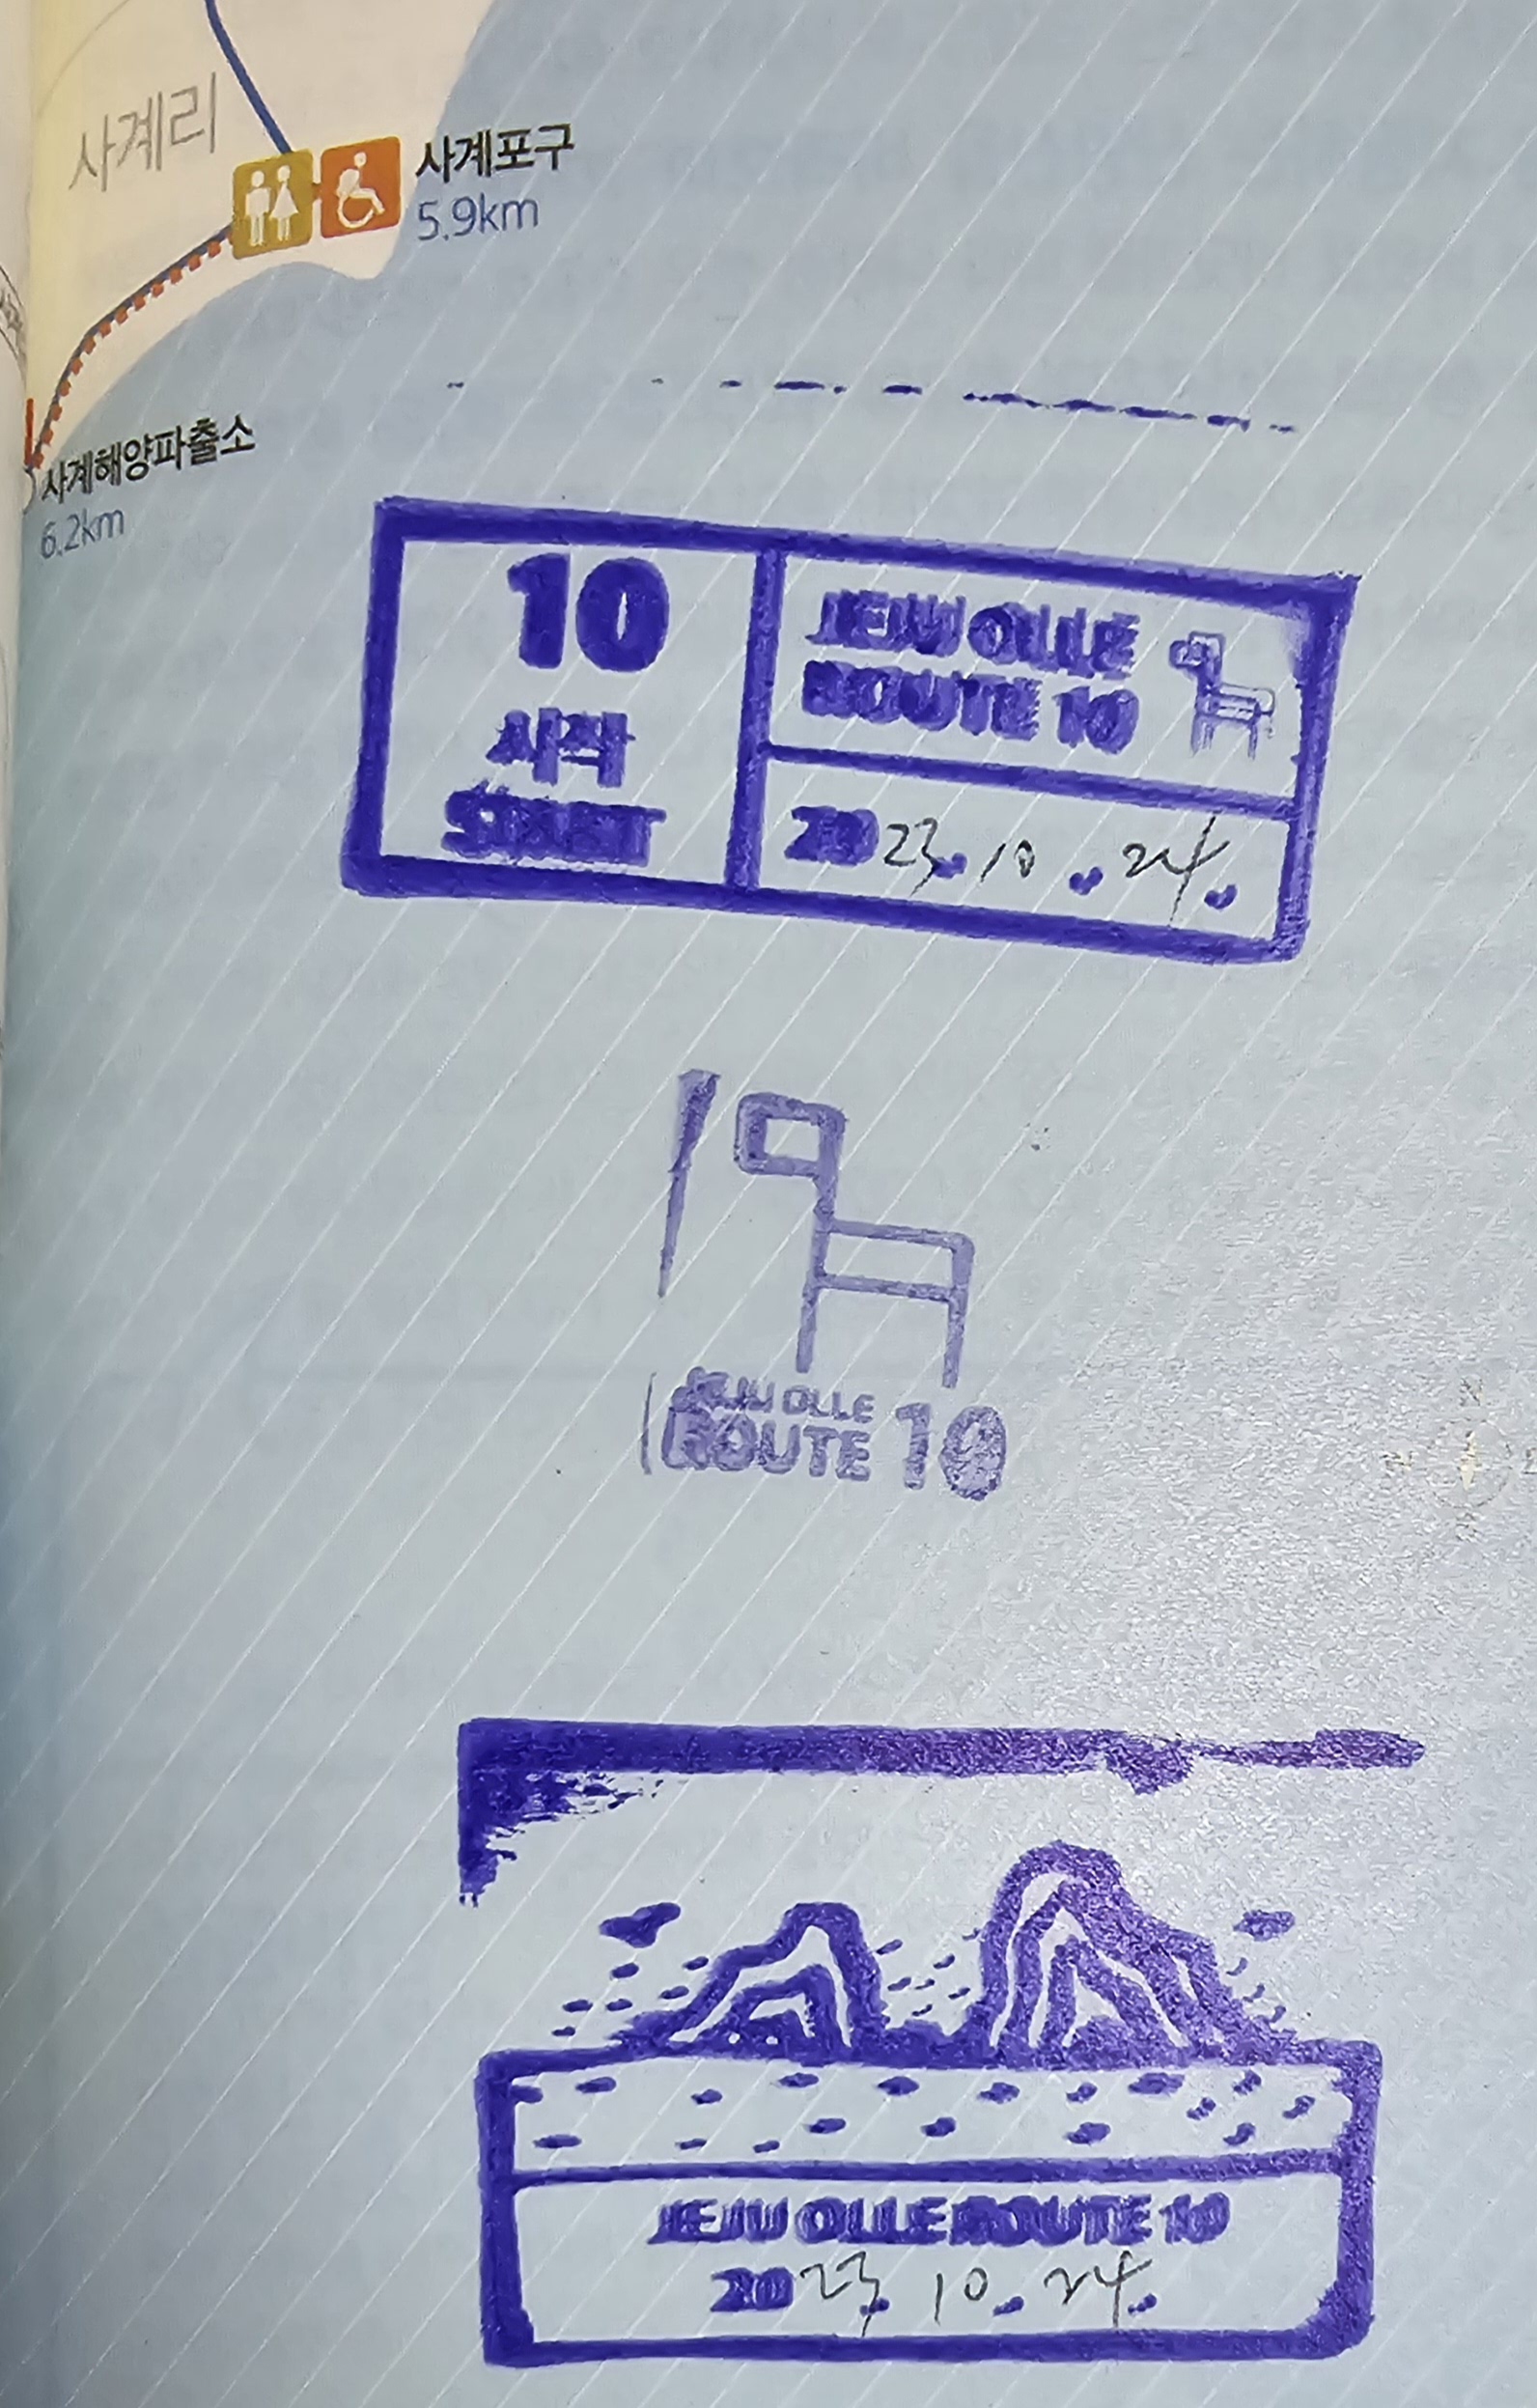 사계리
사계포구
5.9km
사계해양파출소
6.2km
10
시작
START
JEJU OLLE
ROUTE 10
2023.10.24.
JEJU OLLE
ROUTE 10
JEJU OLLE ROUTE 10
2023.10.24.